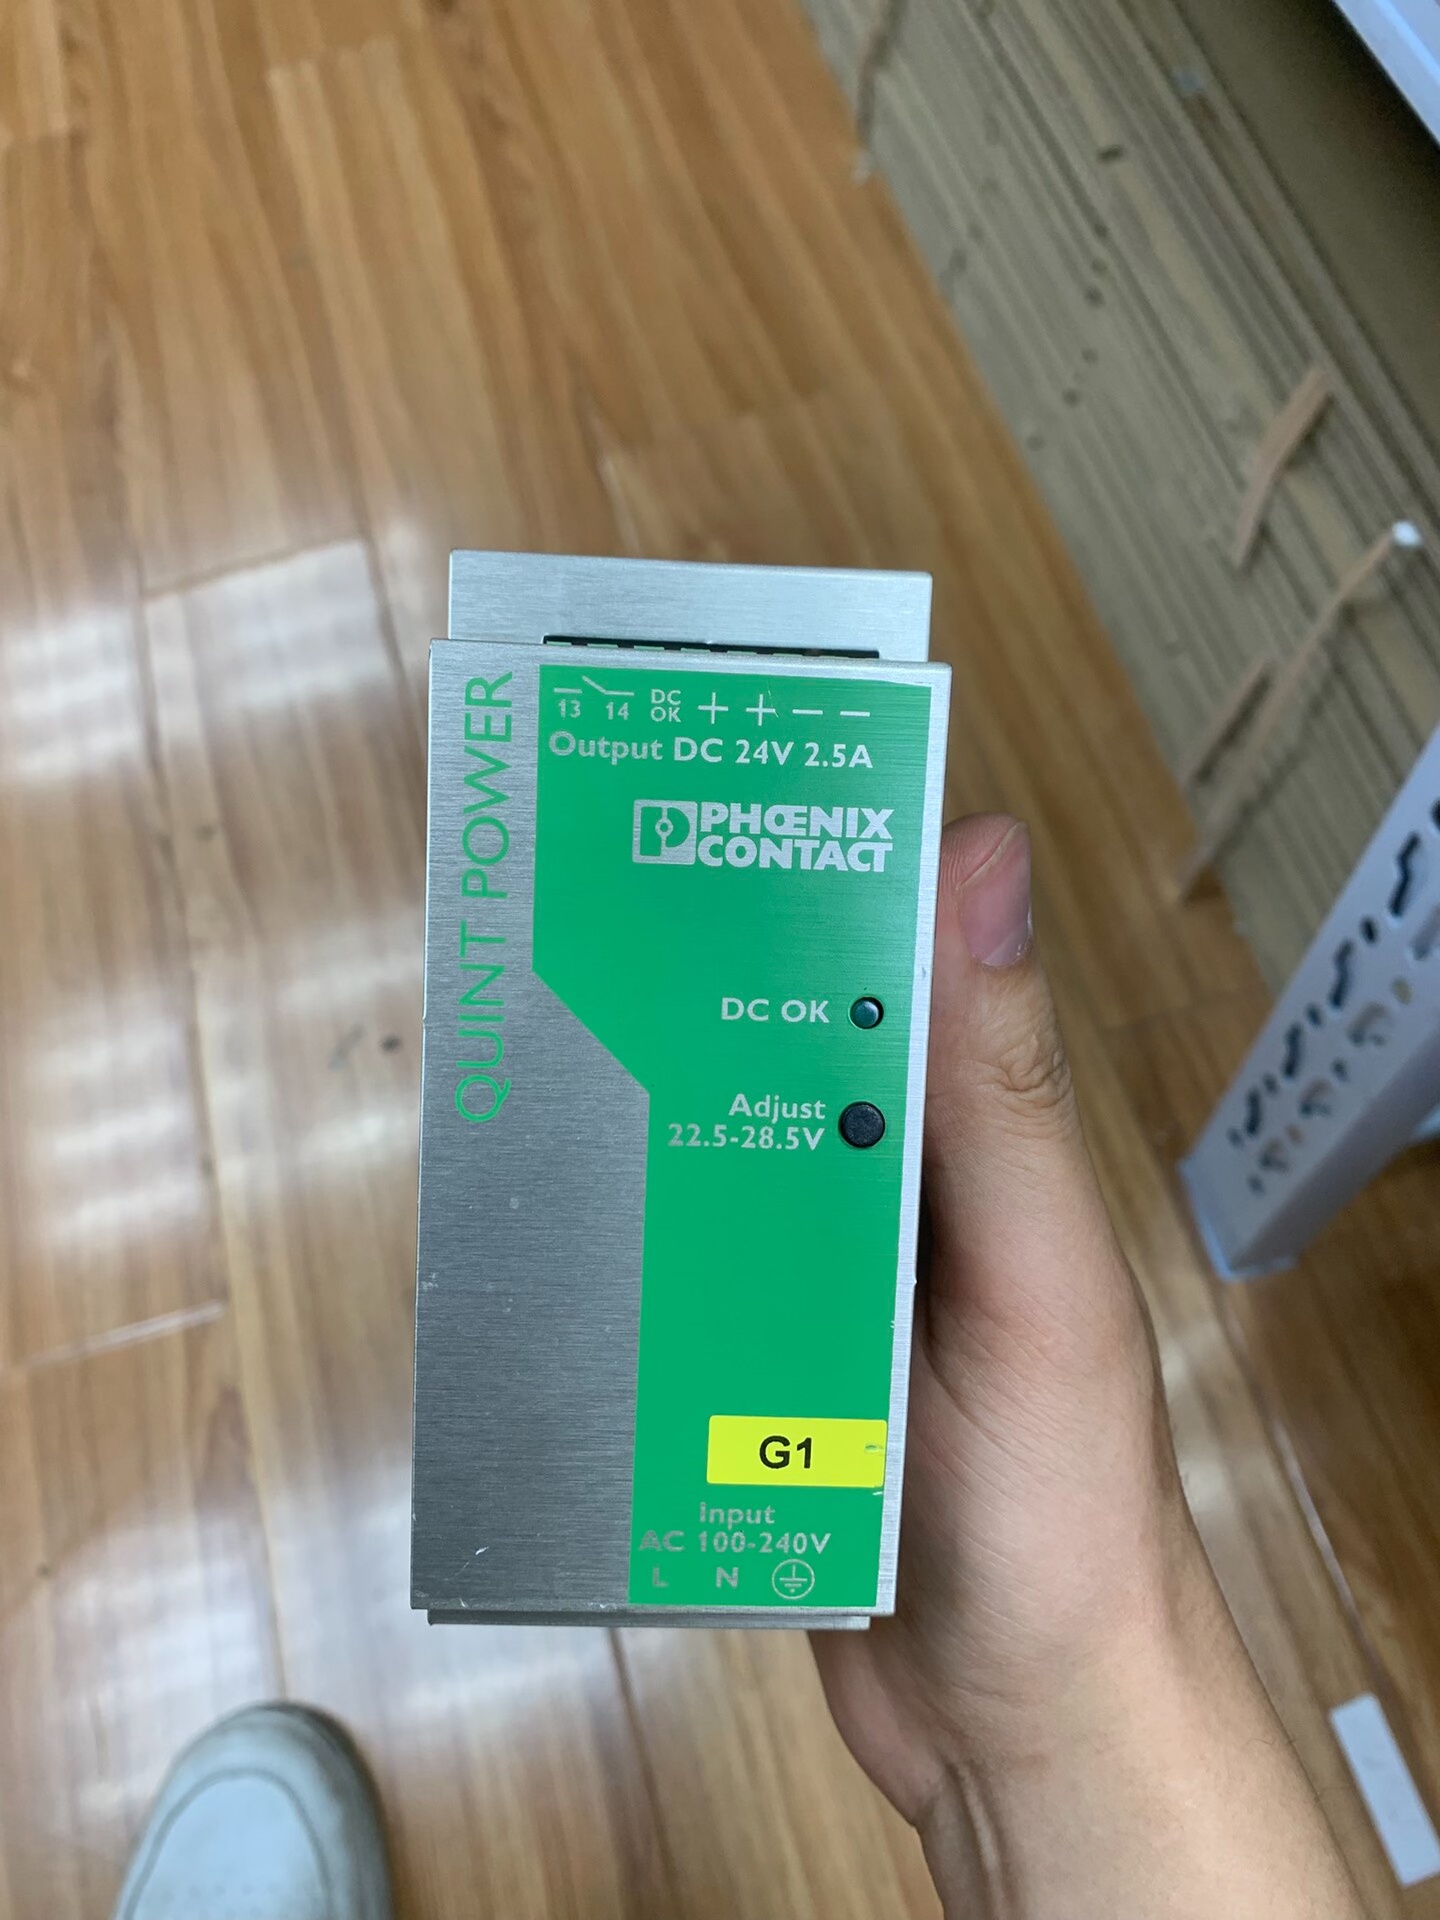 QUINT POWER
13 14 DC OK + + — —
Output DC 24V 2.5A
PHŒNIX
CONTACT
DC OK
Adjust
22.5-28.5V
G1
Input
AC 100-240V
L N